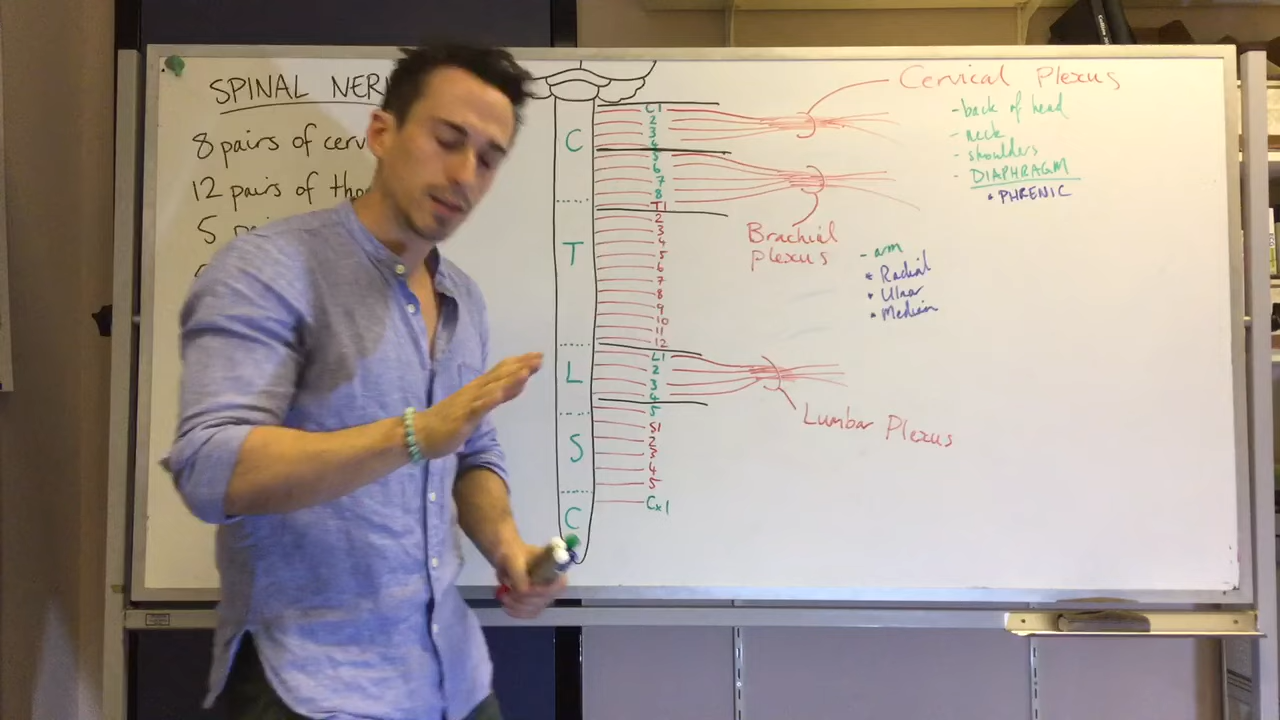 SPINAL NER
8 pairs of cerv
12 pairs of tho
5
C
T
L
S
C
C1
2
3
4
5
6
7
8
T1
2
3
4
5
6
7
8
9
10
11
12
L1
2
3
4
5
S1
2
3
4
5
Cx1
Cervical Plexus
- back of head
- neck
- shoulders
- DIAPHRAGM
* PHRENIC
Brachial
plexus
- arm
* Radial
* Ulnar
* Median
Lumbar Plexus